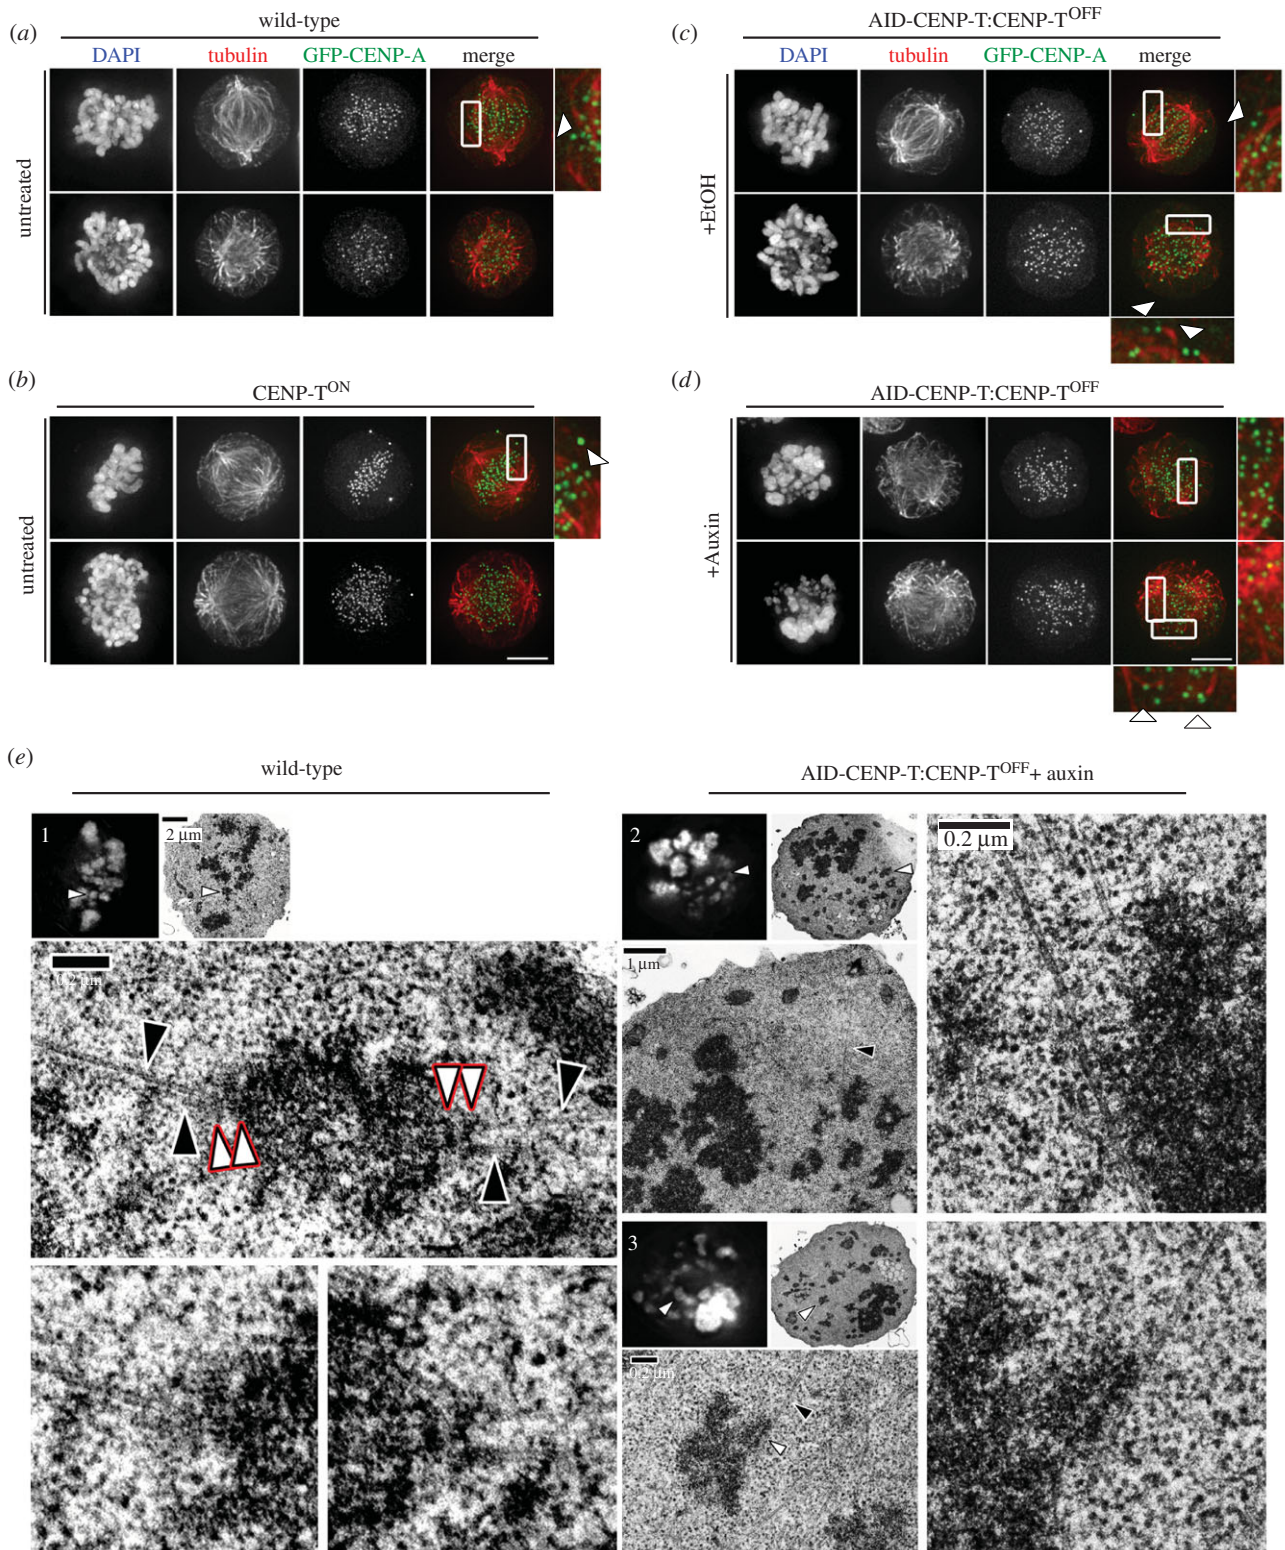 (a)
wild-type
DAPI tubulin GFP-CENP-A merge
untreated
(b)
CENP-T^ON
untreated
(c)
AID-CENP-T:CENP-T^OFF
DAPI tubulin GFP-CENP-A merge
+EtOH
(d)
AID-CENP-T:CENP-T^OFF
+Auxin
(e)
wild-type
1
2 μm
0.2 μm
AID-CENP-T:CENP-T^OFF + auxin
2
1 μm
0.2 μm
3
0.2 μm